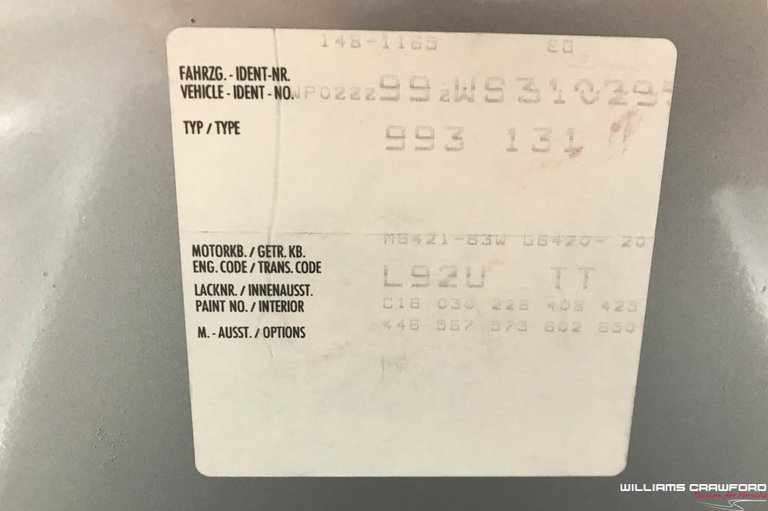 148-1165 EG
FAHRZG. - IDENT-NR.
VEHICLE - IDENT - NO. WP0ZZZ99ZWS310295
TYP / TYPE 993 131
MOTORKB. / GETR. KB. M6421-63W G6420- 20
ENG. CODE / TRANS. CODE
LACKNR. / INNENAUSST. L92U TT
PAINT NO. / INTERIOR C16 030 226 408 425
M. - AUSST. / OPTIONS 446 567 573 602 650
WILLIAMS CRAWFORD